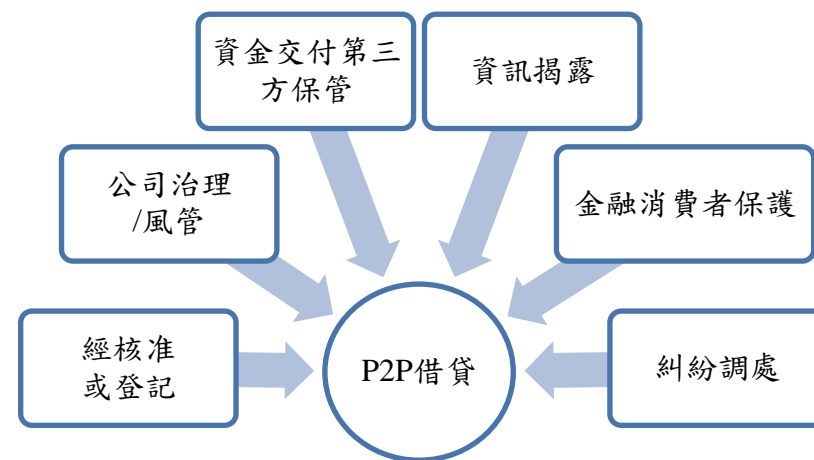 資金交付第三
方保管
資訊揭露
公司治理
/風管
金融消費者保護
經核准
或登記
P2P借貸
糾紛調處